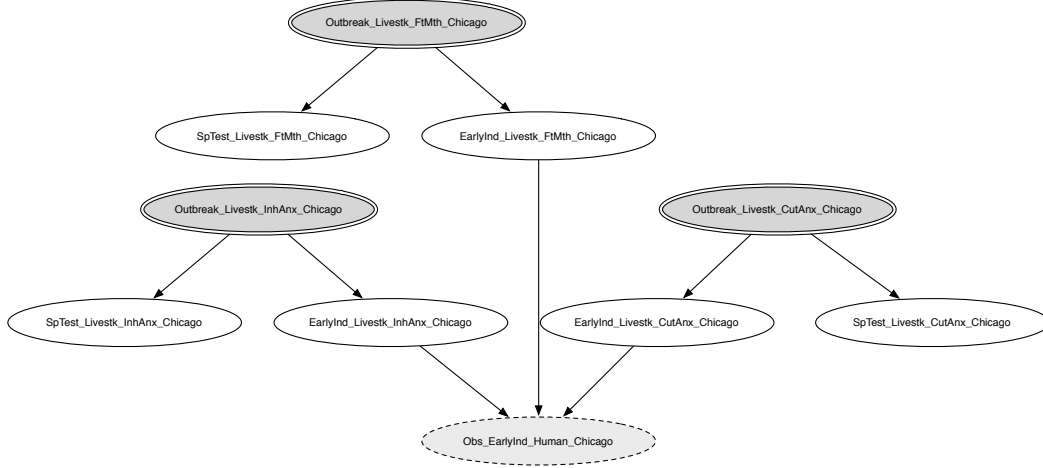 Outbreak_Livestk_FtMth_Chicago
SpTest_Livestk_FtMth_Chicago
EarlyInd_Livestk_FtMth_Chicago
Outbreak_Livestk_InhAnx_Chicago
Outbreak_Livestk_CutAnx_Chicago
SpTest_Livestk_InhAnx_Chicago
EarlyInd_Livestk_InhAnx_Chicago
EarlyInd_Livestk_CutAnx_Chicago
SpTest_Livestk_CutAnx_Chicago
Obs_EarlyInd_Human_Chicago